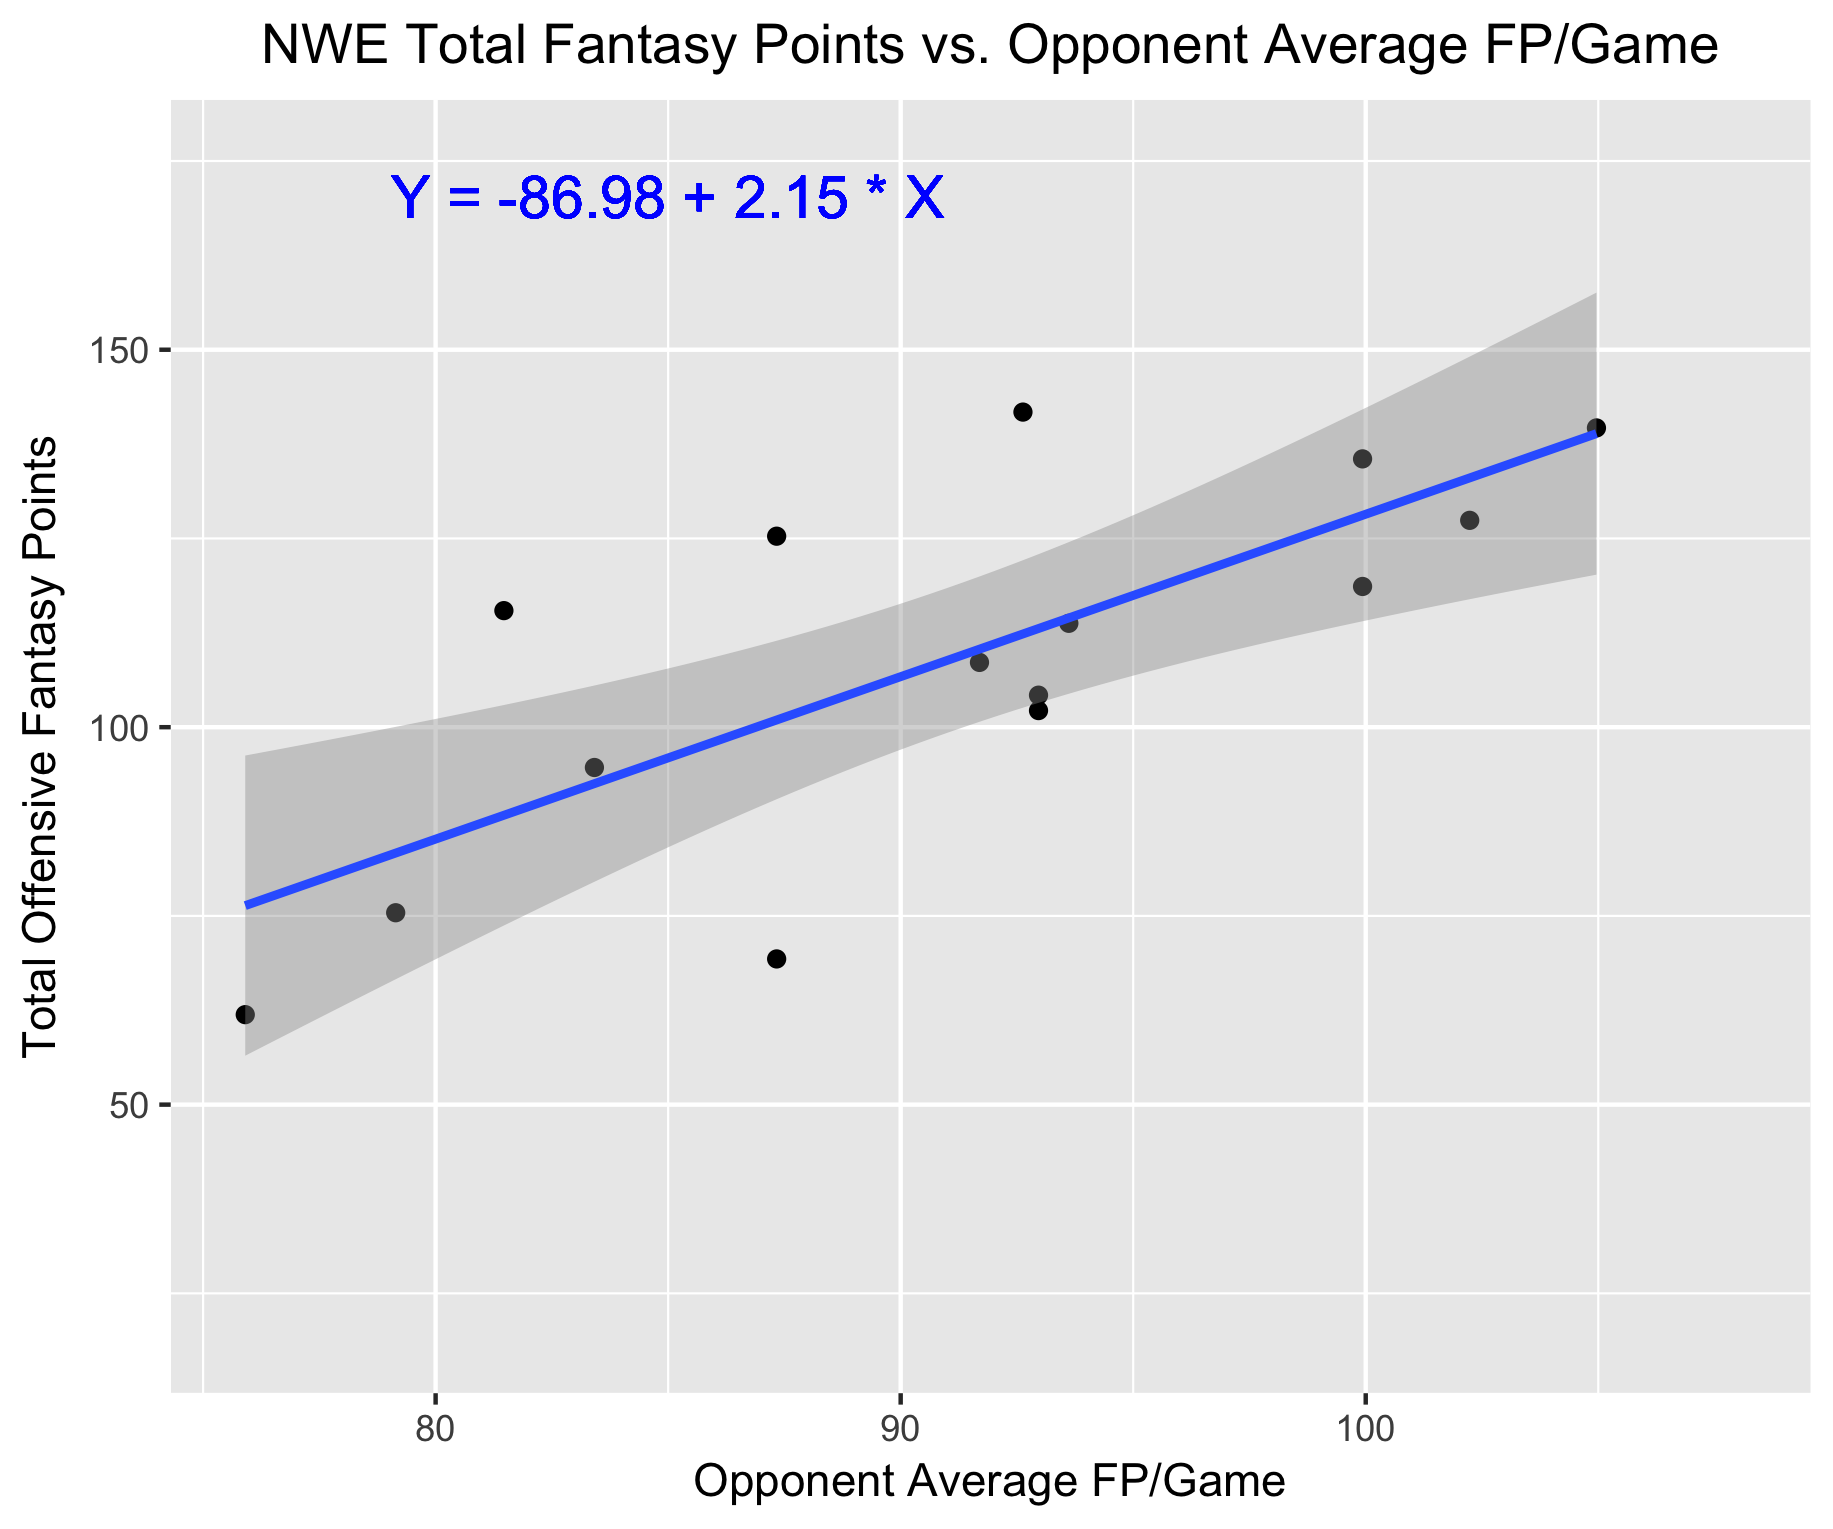 NWE Total Fantasy Points vs. Opponent Average FP/Game
Y = -86.98 + 2.15 * X
Total Offensive Fantasy Points
150
100
50
80
90
100
Opponent Average FP/Game